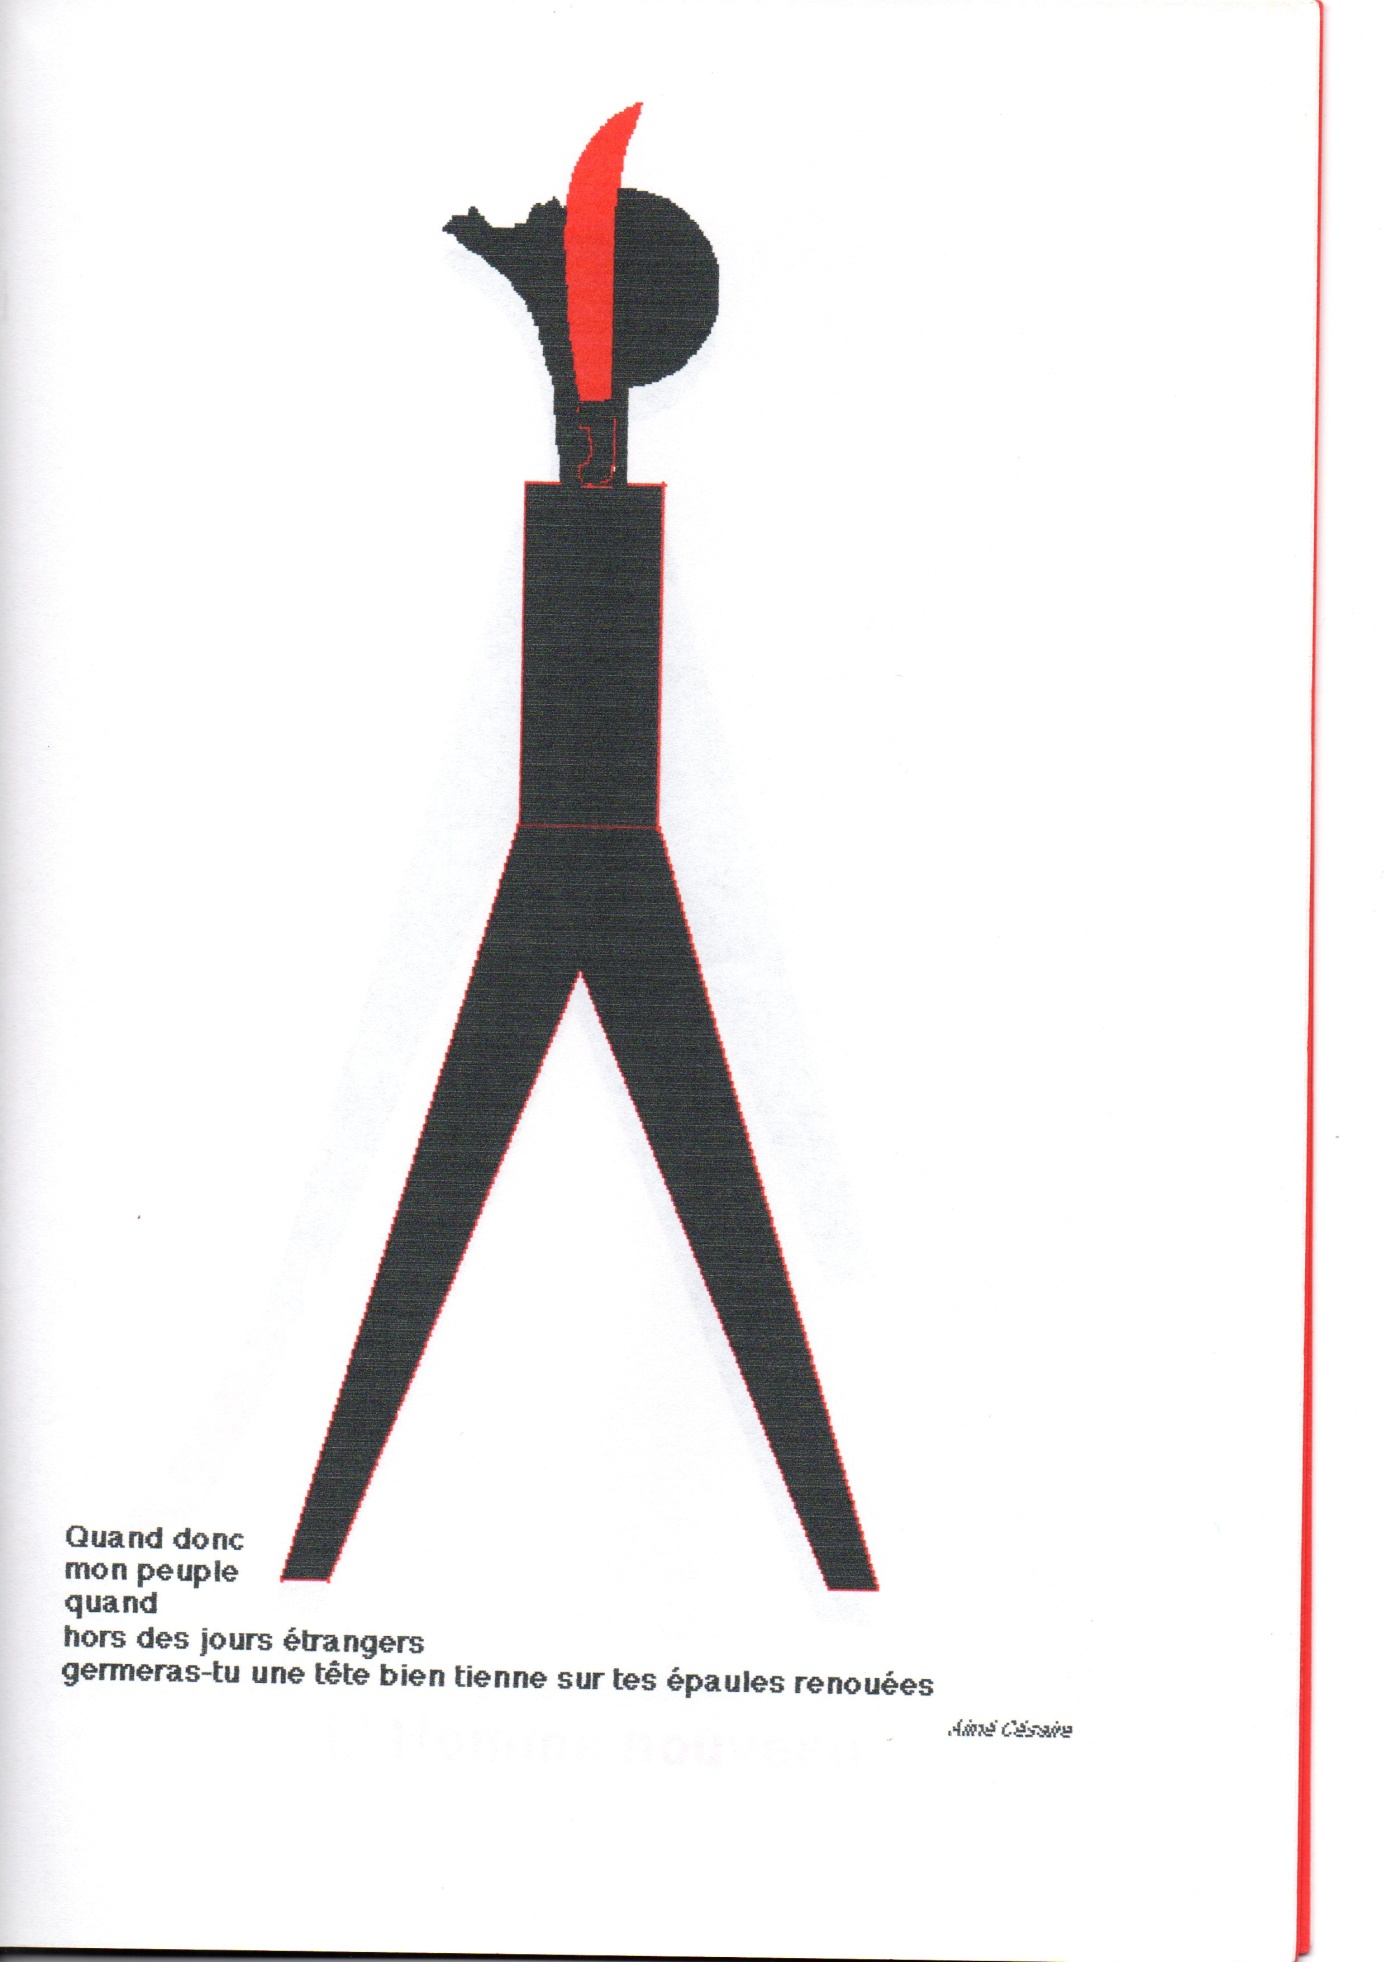 Quand donc
mon peuple
quand
hors des jours étrangers
germeras-tu une tête bien tienne sur tes épaules renouées
Aimé Césaire